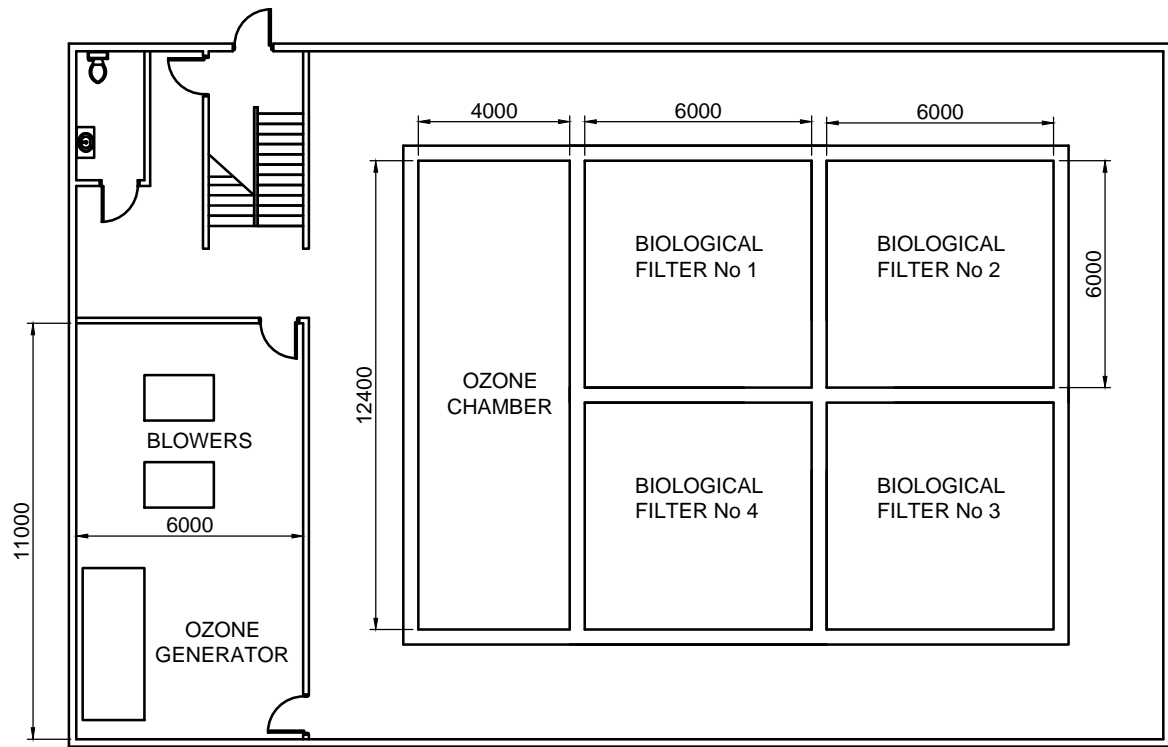 4000
6000
6000
BIOLOGICAL
FILTER No 1
BIOLOGICAL
FILTER No 2
6000
12400
OZONE
CHAMBER
BLOWERS
11000
6000
BIOLOGICAL
FILTER No 4
BIOLOGICAL
FILTER No 3
OZONE
GENERATOR